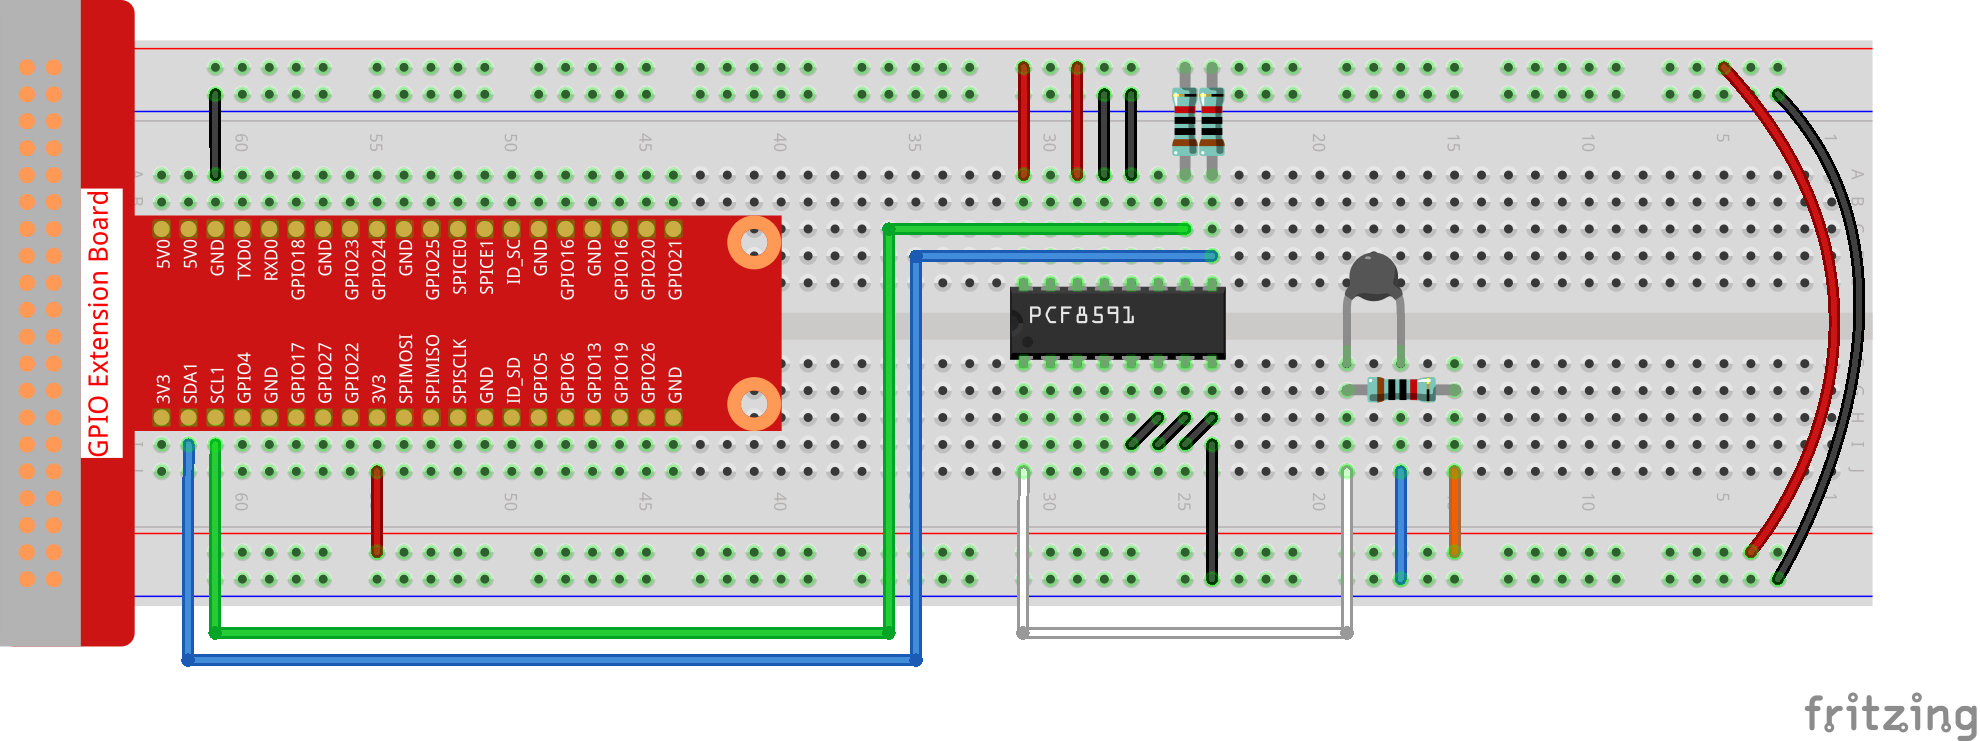 60 55 50 45 40 35 30 25 20 15 10 5 1
A A
B B
C
D
E
5V0 5V0 GND TXD0 RXD0 GPIO18 GND GPIO23 GPIO24 GND GPIO25 SPICE0 SPICE1 ID_SC GND GPIO16 GND GPIO16 GPIO20 GPIO21
GPIO Extension Board
PCF8591
3V3 SDA1 SCL1 GPIO4 GND GPIO17 GPIO27 GPIO22 3V3 SPIMOSI SPIMISO SPISCLK GND ID_SD GPIO5 GPIO6 GPIO13 GPIO19 GPIO26 GND
F
G
H
I I
J J
60 50 45 40 30 25 20 10 5 1
fritzing